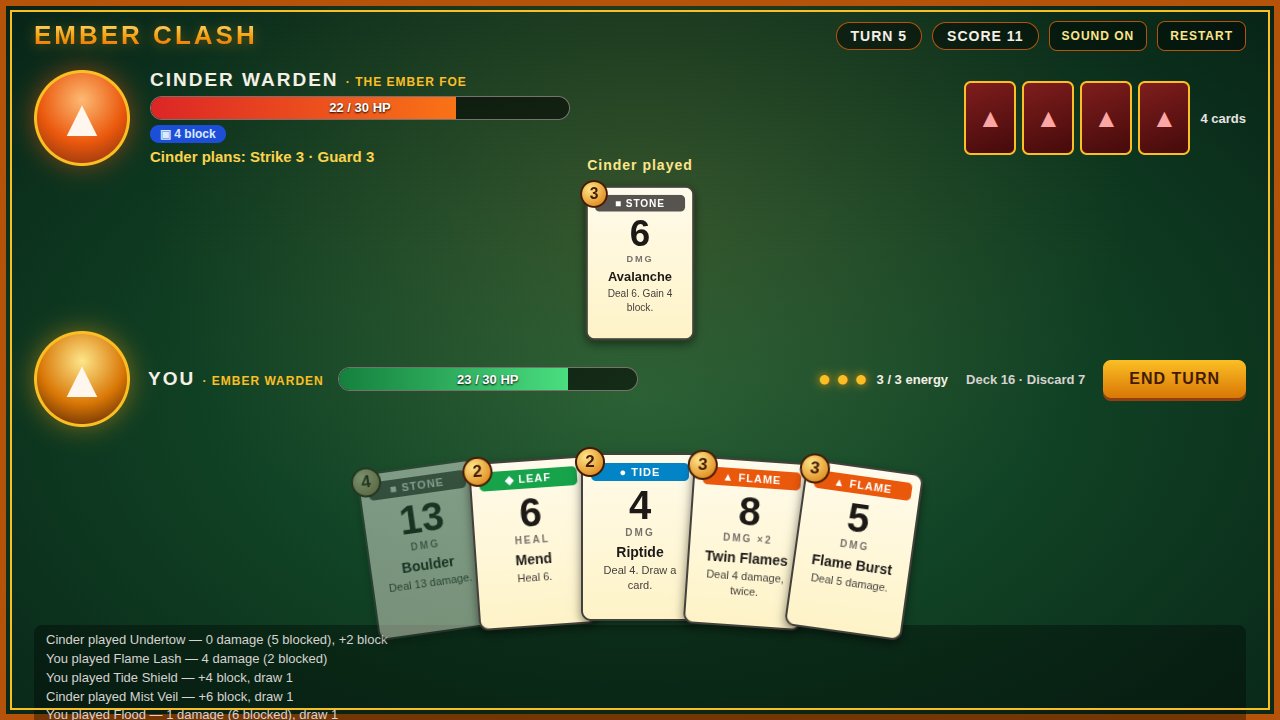 EMBER CLASH
TURN 5
SCORE 11
SOUND ON
RESTART
CINDER WARDEN · THE EMBER FOE
22 / 30 HP
4 block
Cinder plans: Strike 3 · Guard 3
4 cards
Cinder played
3
■ STONE
6
DMG
Avalanche
Deal 6. Gain 4
block.
YOU · EMBER WARDEN
23 / 30 HP
3 / 3 energy
Deck 16 · Discard 7
END TURN
4
■ STONE
13
DMG
Boulder
Deal 13 damage.
2
◆ LEAF
6
HEAL
Mend
Heal 6.
2
● TIDE
4
DMG
Riptide
Deal 4. Draw a
card.
3
▲ FLAME
8
DMG ×2
Twin Flames
Deal 4 damage,
twice.
3
▲ FLAME
5
DMG
Flame Burst
Deal 5 damage.
Cinder played Undertow — 0 damage (5 blocked), +2 block
You played Flame Lash — 4 damage (2 blocked)
You played Tide Shield — +4 block, draw 1
Cinder played Mist Veil — +6 block, draw 1
You played Flood — 1 damage (6 blocked), draw 1